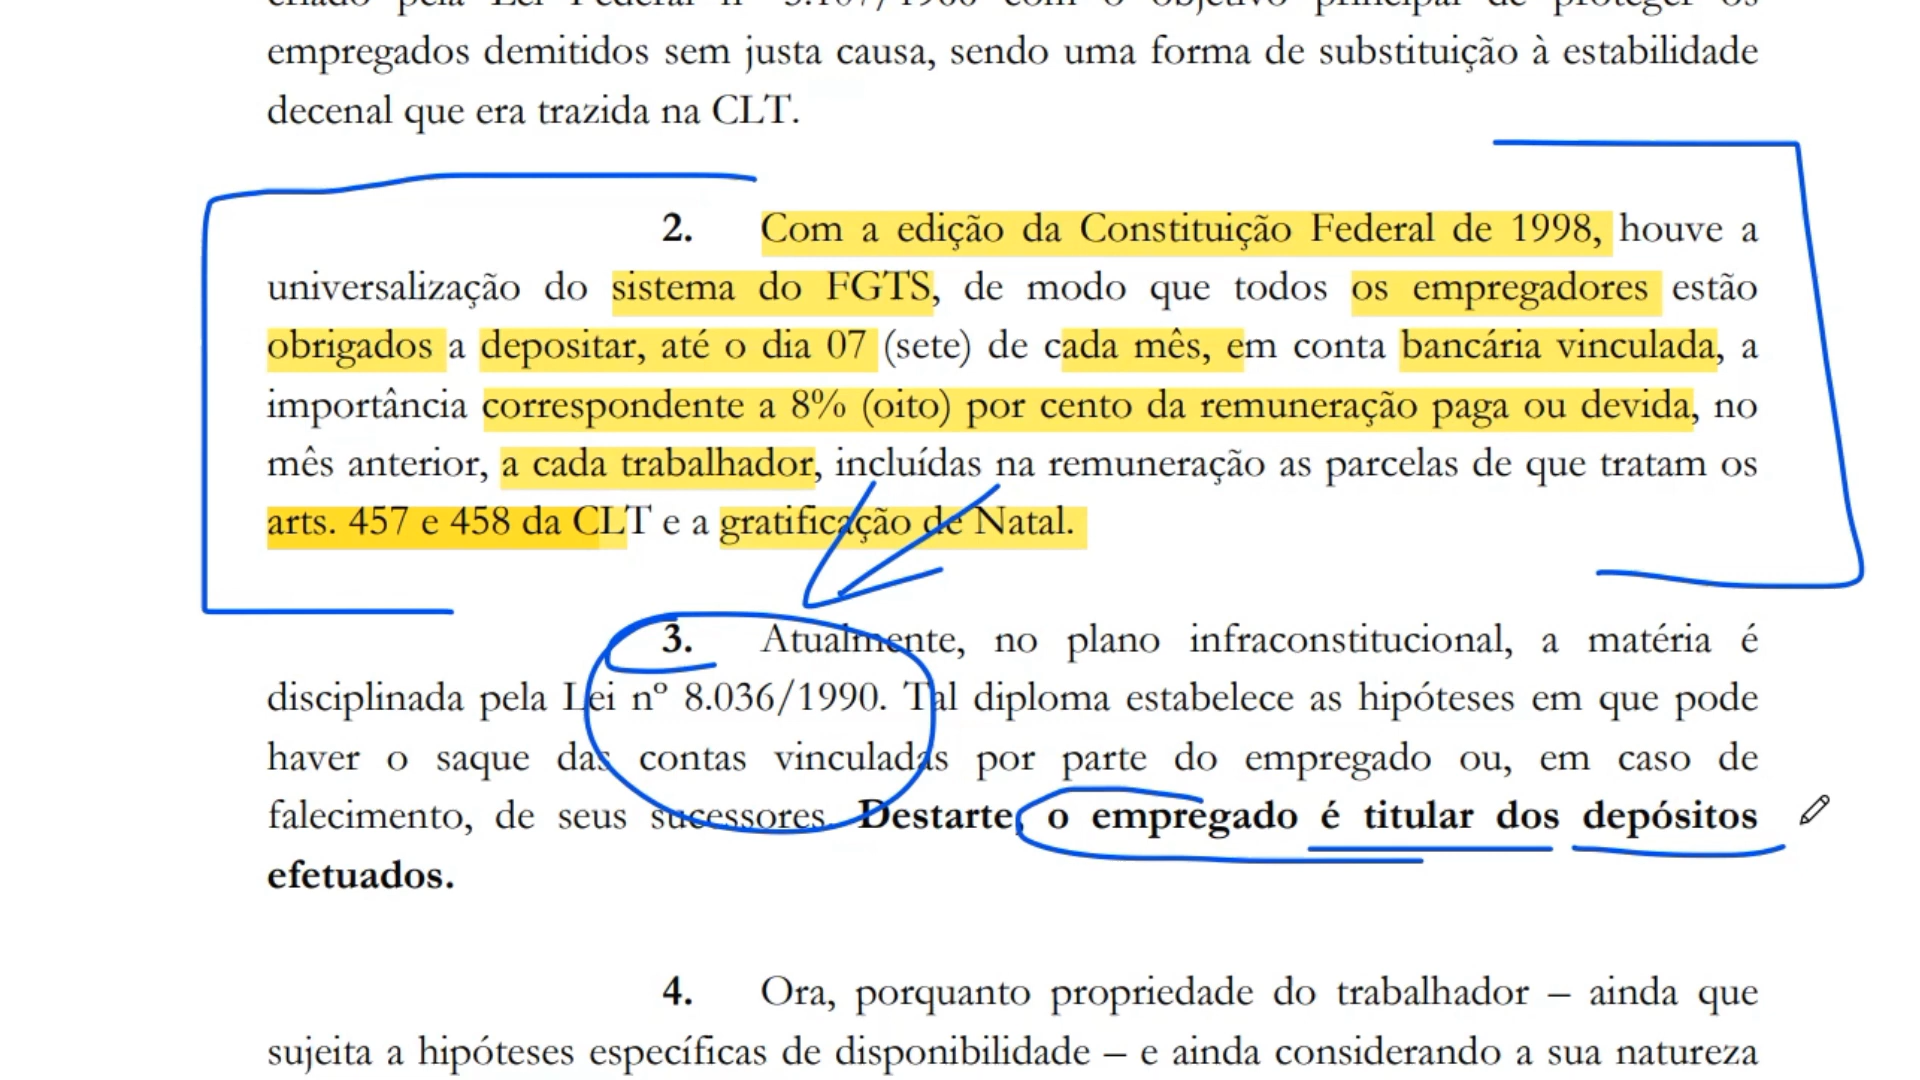 empregados demitidos sem justa causa, sendo uma forma de substituição à estabilidade
decenal que era trazida na CLT.
2. Com a edição da Constituição Federal de 1998, houve a
universalização do sistema do FGTS, de modo que todos os empregadores estão
obrigados a depositar, até o dia 07 (sete) de cada mês, em conta bancária vinculada, a
importância correspondente a 8% (oito) por cento da remuneração paga ou devida, no
mês anterior, a cada trabalhador, incluídas na remuneração as parcelas de que tratam os
arts. 457 e 458 da CLT e a gratificação de Natal.
3. Atualmente, no plano infraconstitucional, a matéria é
disciplinada pela Lei nº 8.036/1990. Tal diploma estabelece as hipóteses em que pode
haver o saque das contas vinculadas por parte do empregado ou, em caso de
falecimento, de seus sucessores. Destarte, o empregado é titular dos depósitos
efetuados.
4. Ora, porquanto propriedade do trabalhador – ainda que
sujeita a hipóteses específicas de disponibilidade – e ainda considerando a sua natureza